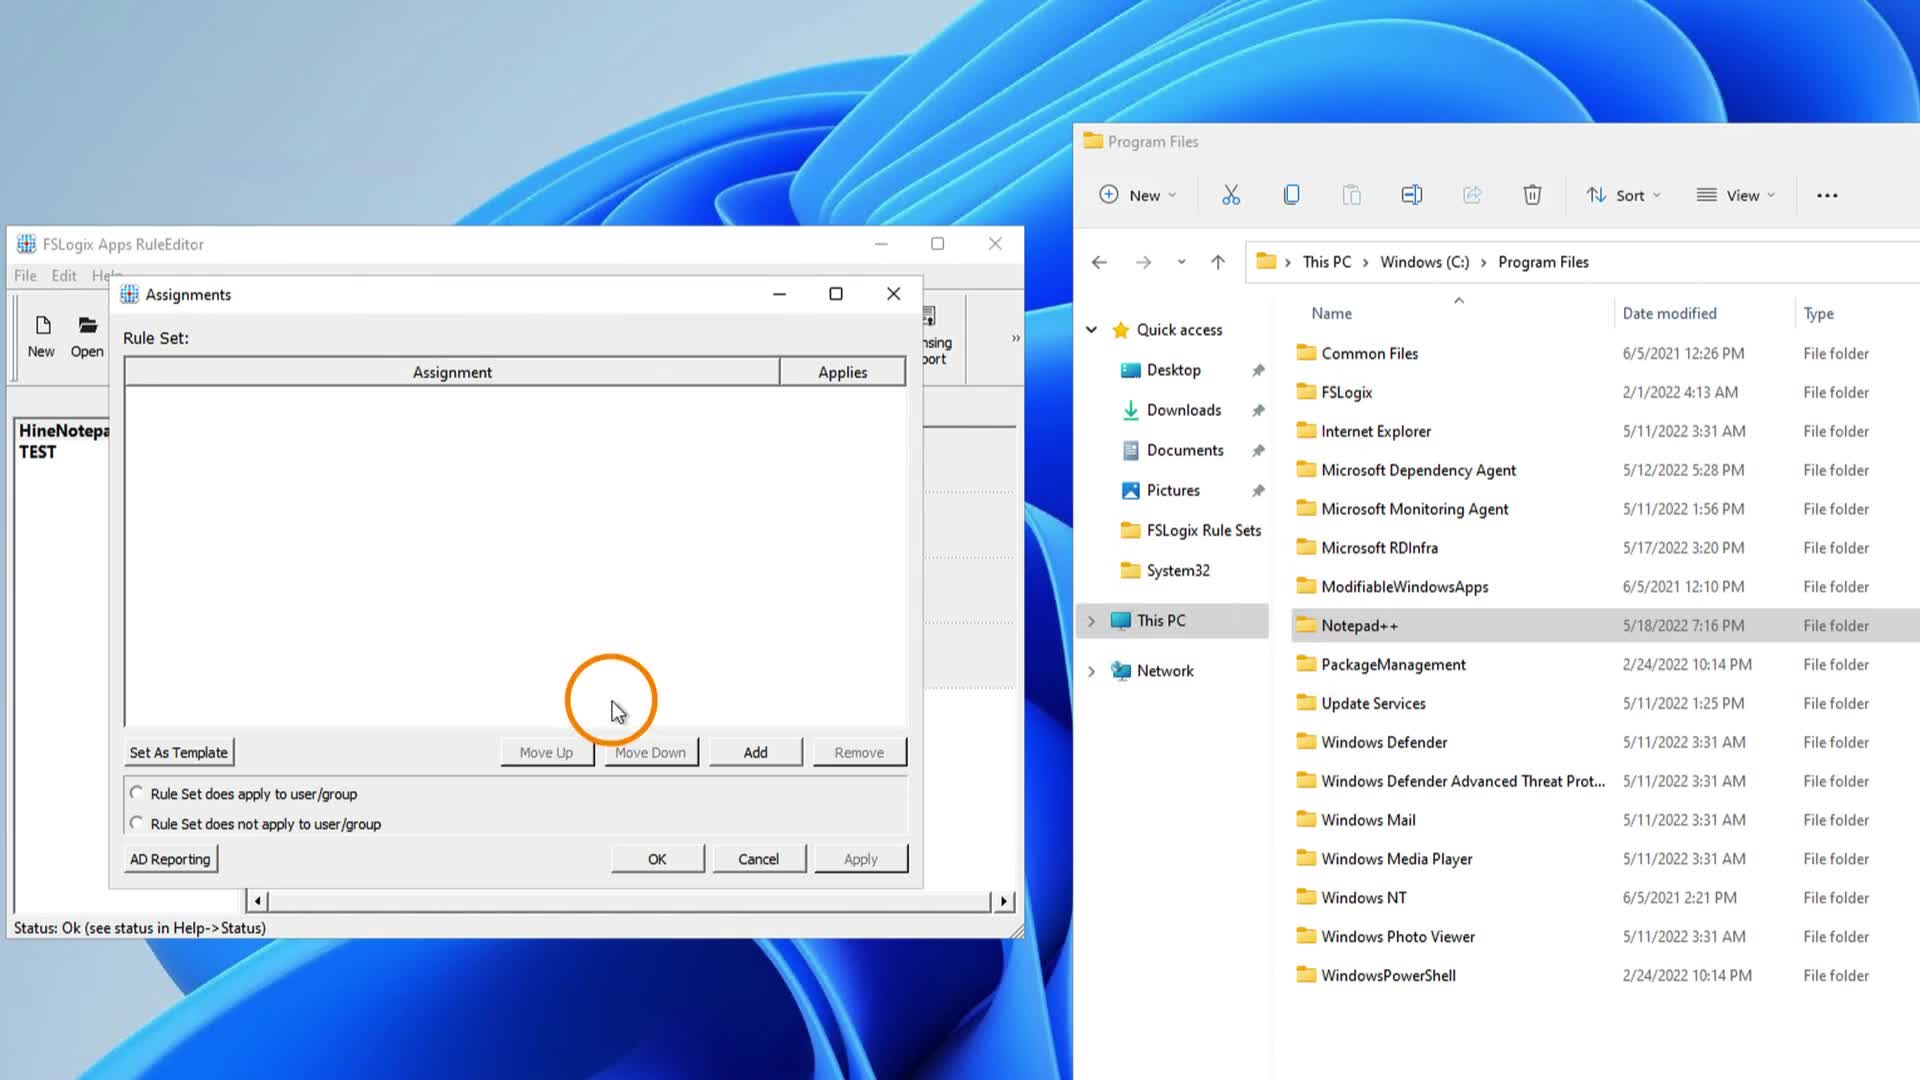 Program Files
New
Sort
View
This PC
Windows (C:)
Program Files
Name
Date modified
Type
Quick access
Desktop
Downloads
Documents
Pictures
FSLogix Rule Sets
System32
This PC
Network
Common Files 6/5/2021 12:26 PM File folder
FSLogix 2/1/2022 4:13 AM File folder
Internet Explorer 5/11/2022 3:31 AM File folder
Microsoft Dependency Agent 5/12/2022 5:28 PM File folder
Microsoft Monitoring Agent 5/11/2022 1:56 PM File folder
Microsoft RDInfra 5/17/2022 3:20 PM File folder
ModifiableWindowsApps 6/5/2021 12:10 PM File folder
Notepad++ 5/18/2022 7:16 PM File folder
PackageManagement 2/24/2022 10:14 PM File folder
Update Services 5/11/2022 1:25 PM File folder
Windows Defender 5/11/2022 3:31 AM File folder
Windows Defender Advanced Threat Prot... 5/11/2022 3:31 AM File folder
Windows Mail 5/11/2022 3:31 AM File folder
Windows Media Player 5/11/2022 3:31 AM File folder
Windows NT 6/5/2021 2:21 PM File folder
Windows Photo Viewer 5/11/2022 3:31 AM File folder
WindowsPowerShell 2/24/2022 10:14 PM File folder
FSLogix Apps RuleEditor
File Edit Help
New Open
HineNotepa
TEST
Assignments
Rule Set:
Assignment Applies
Set As Template Move Up Move Down Add Remove
Rule Set does apply to user/group
Rule Set does not apply to user/group
AD Reporting OK Cancel Apply
Status: Ok (see status in Help->Status)